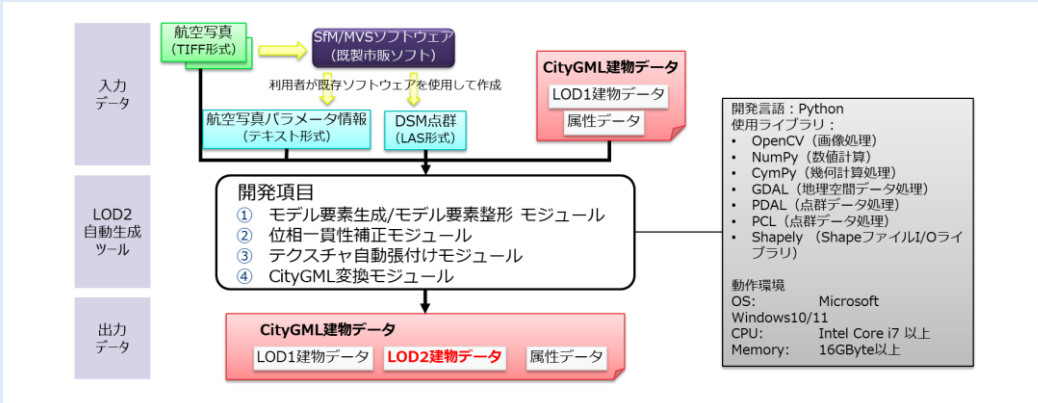 入力
データ
航空写真
(TIFF形式)
SfM/MVSソフトウェア
(既製市販ソフト)
利用者が既存ソフトウェアを使用して作成
航空写真パラメータ情報
(テキスト形式)
DSM点群
(LAS形式)
CityGML建物データ
LOD1建物データ
属性データ
LOD2
自動生成
ツール
開発項目
① モデル要素生成/モデル要素整形 モジュール
② 位相一貫性補正モジュール
③ テクスチャ自動張付けモジュール
④ CityGML変換モジュール
開発言語：Python
使用ライブラリ：
• OpenCV（画像処理）
• NumPy（数値計算）
• CymPy（幾何計算処理）
• GDAL（地理空間データ処理）
• PDAL（点群データ処理）
• PCL（点群データ処理）
• Shapely （ShapeファイルI/Oライ
ブラリ）
動作環境
OS: Microsoft
Windows10/11
CPU: Intel Core i7 以上
Memory: 16GByte以上
出力
データ
CityGML建物データ
LOD1建物データ
LOD2建物データ
属性データ